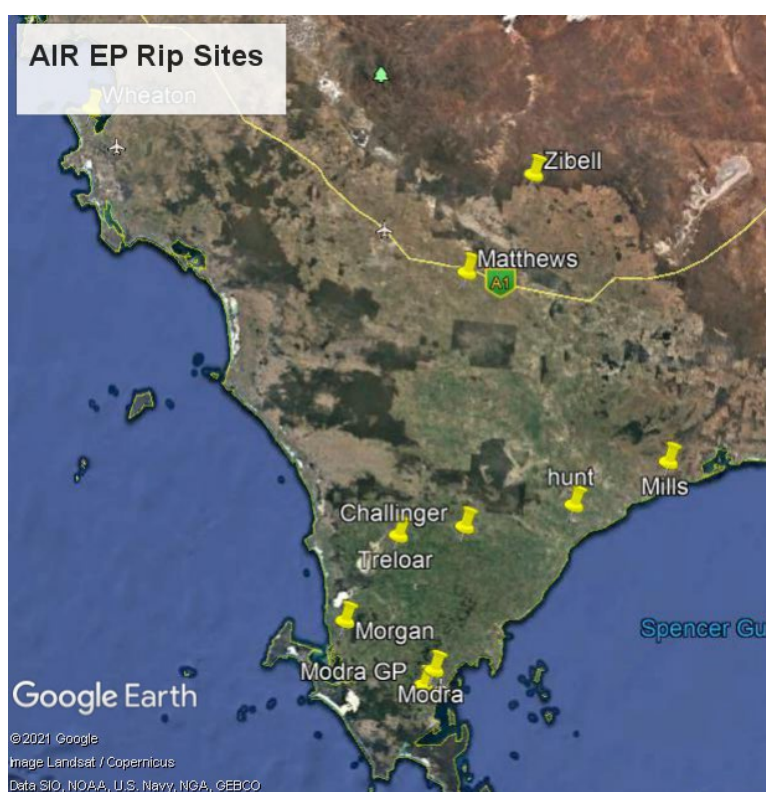 AIR EP Rip Sites
Wheaton
Zibell
Matthews
A1
hunt
Mills
Challinger
Treloar
Morgan
Spencer Gu
Modra GP
Modra
Google Earth
©2021 Google
Image Landsat / Copernicus
Data SIO, NOAA, U.S. Navy, NGA, GEBCO